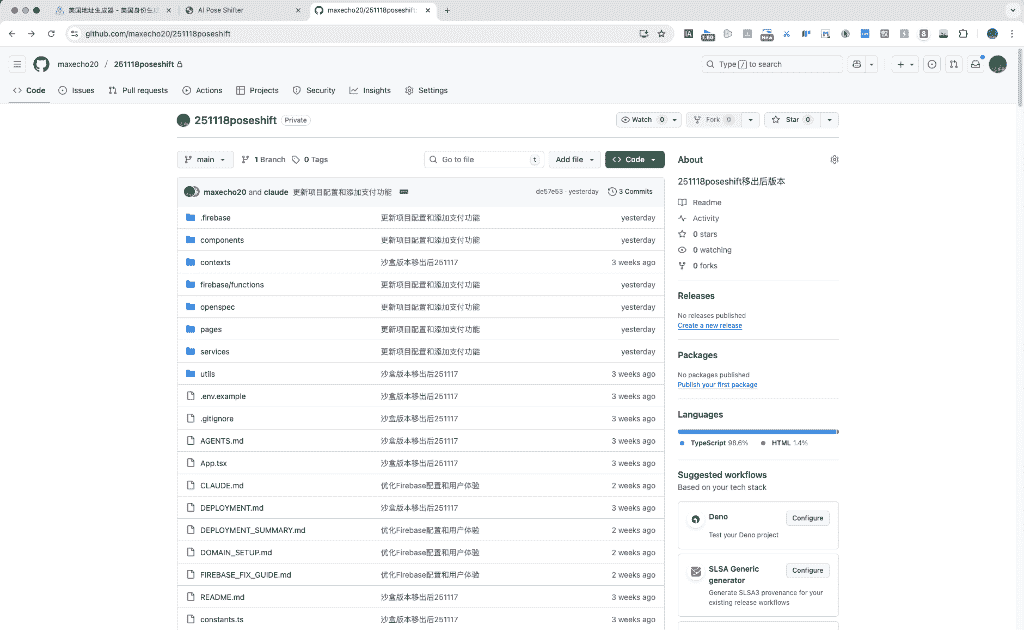 美国地址生成器 - 美国身份生成
AI Pose Shifter
maxecho20/251118poseshift
github.com/maxecho20/251118poseshift
1.60
New
maxecho20 / 251118poseshift
Type / to search
Code
Issues
Pull requests
Actions
Projects
Security
Insights
Settings
251118poseshift Private
Watch 0
Fork 0
Star 0
main
1 Branch
0 Tags
Go to file t
Add file
Code
maxecho20 and claude 更新项目配置和添加支付功能
de57e53 · yesterday
3 Commits
.firebase 更新项目配置和添加支付功能 yesterday
components 更新项目配置和添加支付功能 yesterday
contexts 沙盒版本移出后251117 3 weeks ago
firebase/functions 更新项目配置和添加支付功能 yesterday
openspec 更新项目配置和添加支付功能 yesterday
pages 更新项目配置和添加支付功能 yesterday
services 更新项目配置和添加支付功能 yesterday
utils 沙盒版本移出后251117 3 weeks ago
.env.example 沙盒版本移出后251117 3 weeks ago
.gitignore 沙盒版本移出后251117 3 weeks ago
AGENTS.md 沙盒版本移出后251117 3 weeks ago
App.tsx 沙盒版本移出后251117 3 weeks ago
CLAUDE.md 优化Firebase配置和用户体验 2 weeks ago
DEPLOYMENT.md 沙盒版本移出后251117 3 weeks ago
DEPLOYMENT_SUMMARY.md 优化Firebase配置和用户体验 2 weeks ago
DOMAIN_SETUP.md 优化Firebase配置和用户体验 2 weeks ago
FIREBASE_FIX_GUIDE.md 优化Firebase配置和用户体验 2 weeks ago
README.md 沙盒版本移出后251117 3 weeks ago
constants.ts 沙盒版本移出后251117 3 weeks ago
About
251118poseshift移出后版本
Readme
Activity
0 stars
0 watching
0 forks
Releases
No releases published
Create a new release
Packages
No packages published
Publish your first package
Languages
TypeScript 98.6%
HTML 1.4%
Suggested workflows
Based on your tech stack
Deno
Configure
Test your Deno project
SLSA Generic
generator
Configure
Generate SLSA3 provenance for your
existing release workflows